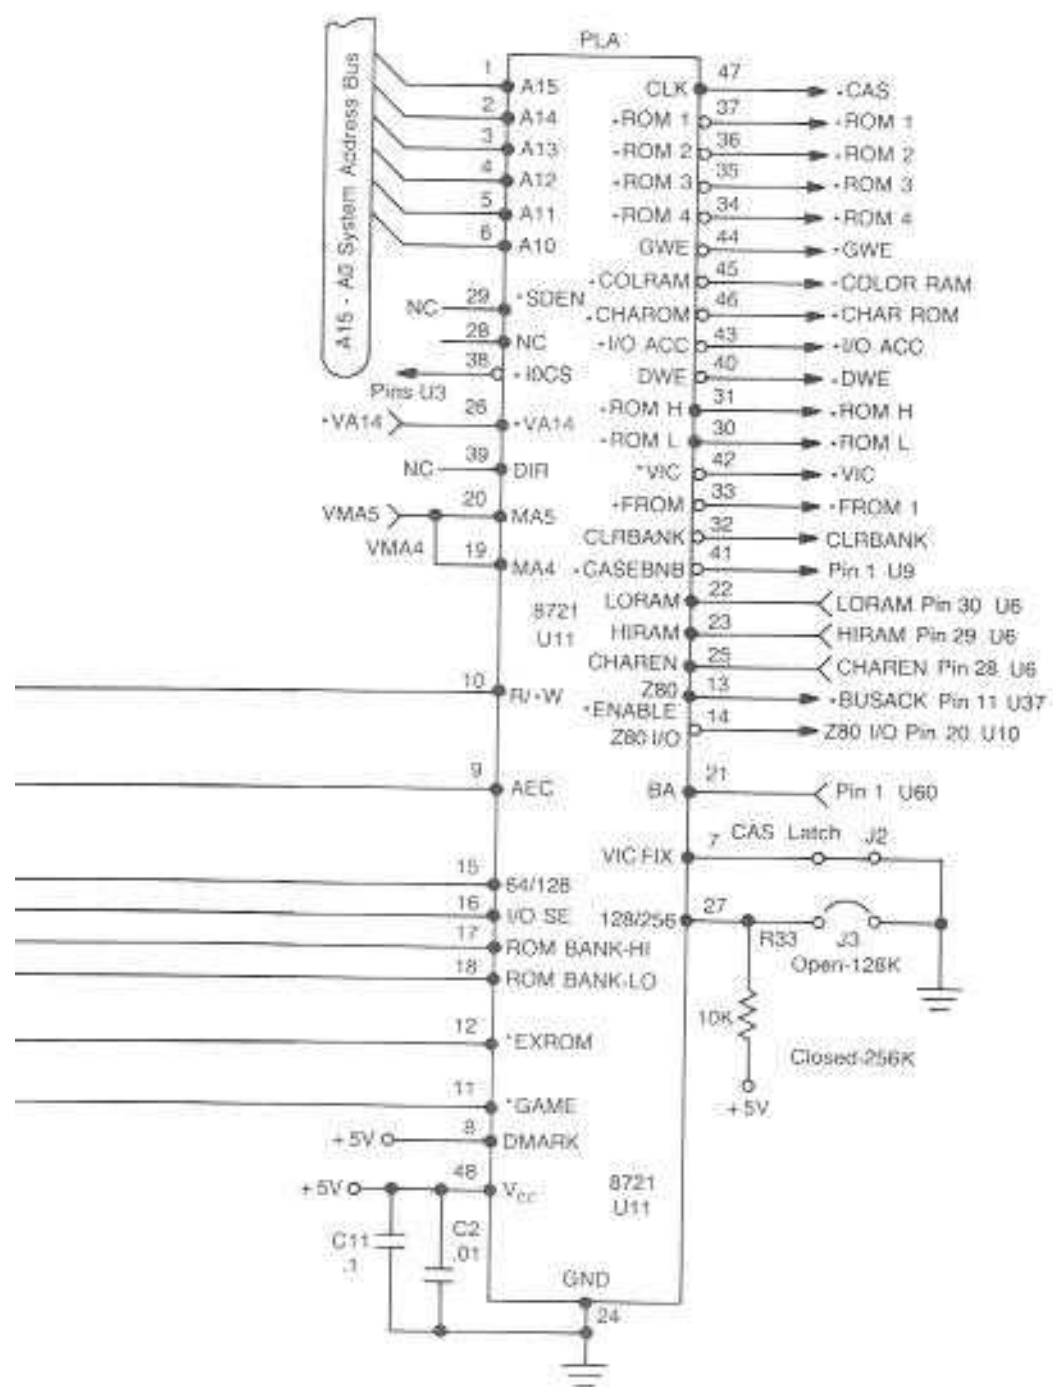 PLA
A15 - A0 System Address Bus
1 A15
2 A14
3 A13
4 A12
5 A11
6 A10
NC 29 *SDEN
28 NC
38 *I0CS
Pins U3
*VA14 26 *VA14
NC 39 DIR
VMA5 20 MA5
VMA4 19 MA4
8721
U11
10 R/*W
9 AEC
15 64/128
16 I/O SE
17 ROM BANK-HI
18 ROM BANK-LO
12 *EXROM
11 *GAME
+5V 8 DMARK
+5V 48 Vcc
C11
.1
C2
.01
CLK 47 *CAS
*ROM 1 37 *ROM 1
*ROM 2 36 *ROM 2
*ROM 3 35 *ROM 3
*ROM 4 34 *ROM 4
GWE 44 *GWE
*COLRAM 45 *COLOR RAM
*CHAROM 46 *CHAR ROM
*I/O ACC 43 *I/O ACC
DWE 40 *DWE
*ROM H 31 *ROM H
*ROM L 30 *ROM L
*VIC 42 *VIC
*FROM 33 *FROM 1
CLRBANK 32 CLRBANK
*CASEBNB 41 Pin 1 U9
LORAM 22 LORAM Pin 30 U6
HIRAM 23 HIRAM Pin 29 U6
CHAREN 25 CHAREN Pin 28 U6
Z80
*ENABLE 13 *BUSACK Pin 11 U37
Z80 I/O 14 Z80 I/O Pin 20 U10
BA 21 Pin 1 U60
VIC FIX 7 CAS Latch J2
128/256 27 R33 J3
Open-128K
10K
Closed-256K
+5V
8721
U11
GND
24